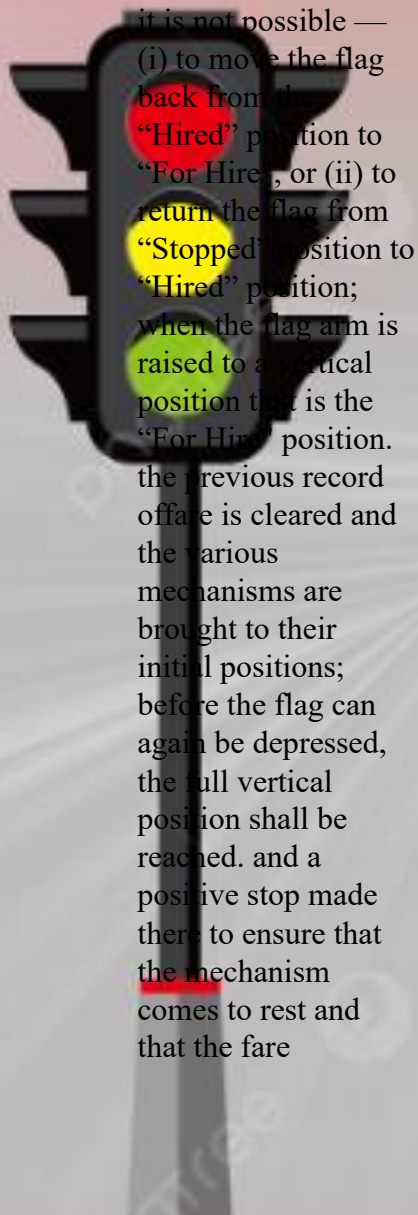 it is not possible —
(i) to move the flag
back from the
“Hired” position to
“For Hire”, or (ii) to
return the flag from
“Stopped” position to
“Hired” position;
when the flag arm is
raised to a vertical
position that is the
“For Hire” position.
the previous record
offare is cleared and
the various
mechanisms are
brought to their
initial positions;
before the flag can
again be depressed,
the full vertical
position shall be
reached. and a
positive stop made
there to ensure that
the mechanism
comes to rest and
that the fare